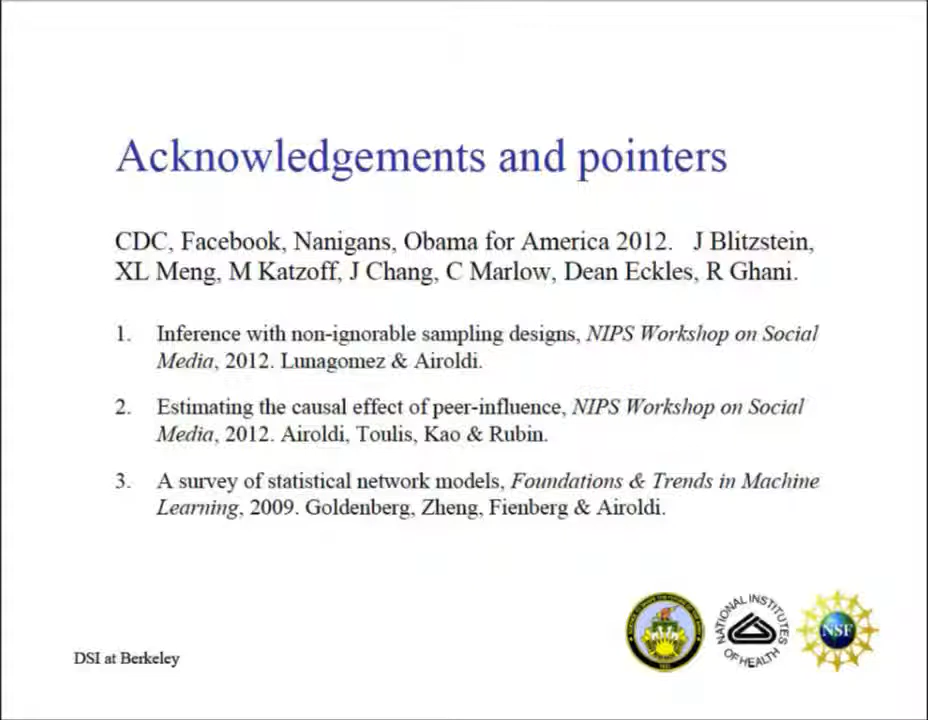 Acknowledgements and pointers
CDC, Facebook, Nanigans, Obama for America 2012. J Blitzstein,
XL Meng, M Katzoff, J Chang, C Marlow, Dean Eckles, R Ghani.
1. Inference with non-ignorable sampling designs, NIPS Workshop on Social
Media, 2012. Lunagomez & Airoldi.
2. Estimating the causal effect of peer-influence, NIPS Workshop on Social
Media, 2012. Airoldi, Toulis, Kao & Rubin.
3. A survey of statistical network models, Foundations & Trends in Machine
Learning, 2009. Goldenberg, Zheng, Fienberg & Airoldi.
NATIONAL INSTITUTES
OF HEALTH
NSF
DSI at Berkeley